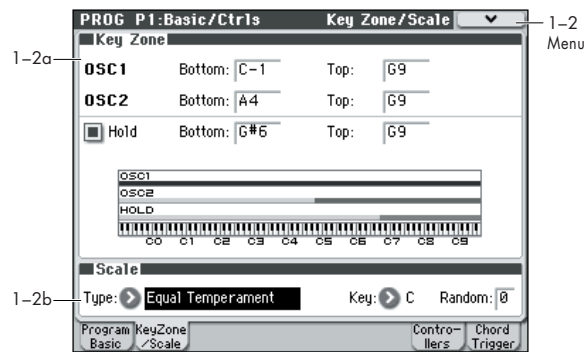 PROG P1:Basic/Ctrls Key Zone/Scale
1–2
Menu
Key Zone
1–2a
OSC1 Bottom: C-1 Top: G9
OSC2 Bottom: A4 Top: G9
Hold Bottom: G#6 Top: G9
OSC1
OSC2
HOLD
C0 C1 C2 C3 C4 C5 C6 C7 C8 C9
Scale
1–2b
Type: Equal Temperament Key: C Random: 0
Program Basic
KeyZone /Scale
Contro- llers
Chord Trigger